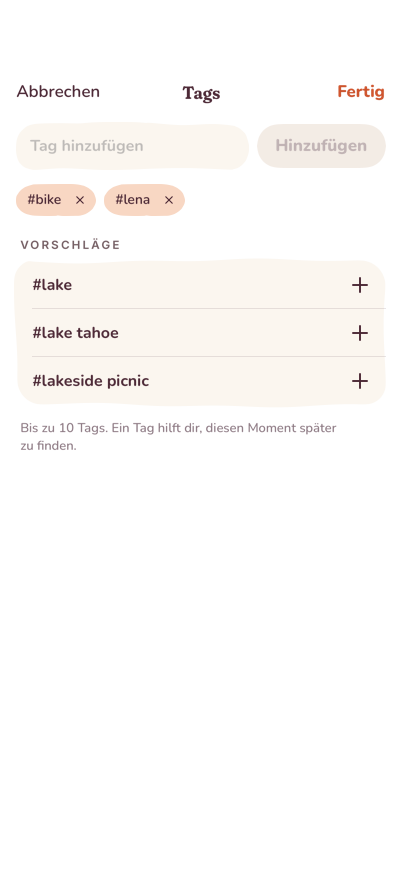 Abbrechen Tags Fertig
Tag hinzufügen Hinzufügen
#bike × #lena ×
VORSCHLÄGE
#lake
#lake tahoe
#lakeside picnic
Bis zu 10 Tags. Ein Tag hilft dir, diesen Moment später
zu finden.